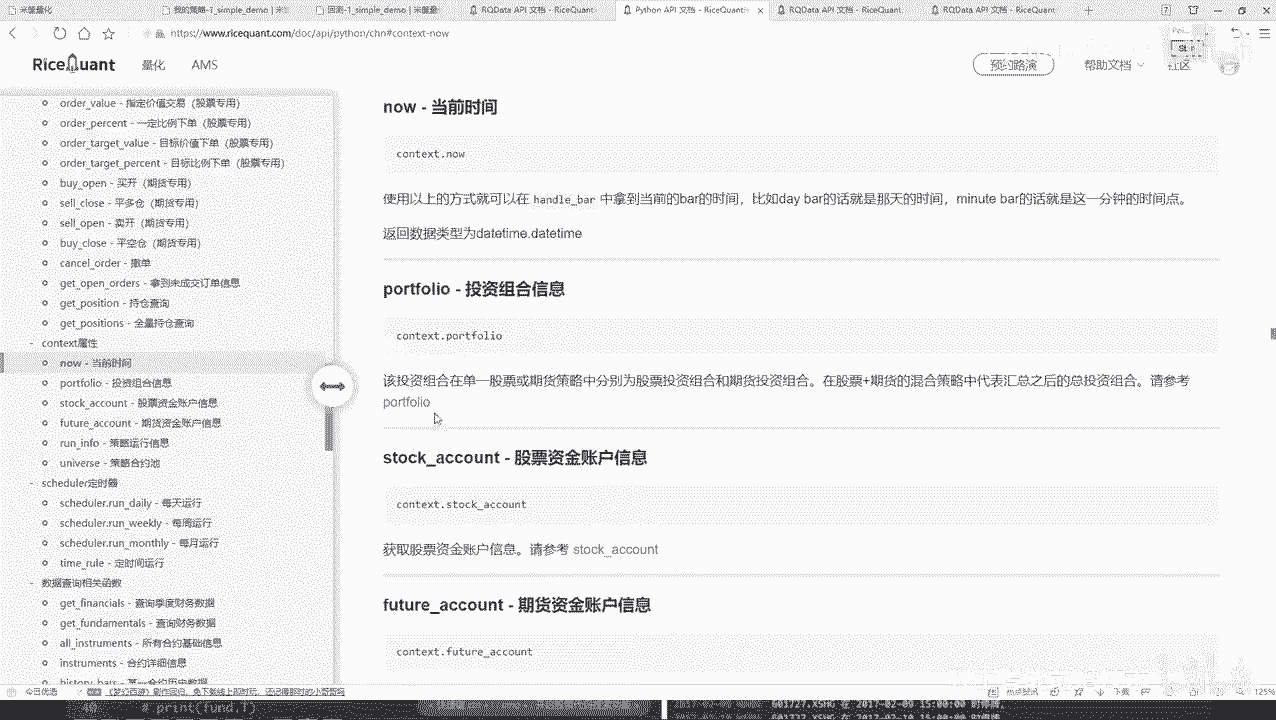 米筐量化
我的策略-1_simple_demo | 米筐
回测-1_simple_demo | 米筐量
RQData API 文档 - RiceQuant
Python API 文档 - RiceQuant
RQData API 文档 - RiceQuant
RQData API 文档 - RiceQuant
https://www.ricequant.com/doc/api/python/chn#context-now
RiceQuant
量化
AMS
预约路演
帮助文档
社区
order_value - 指定价值交易（股票专用）
order_percent - 一定比例下单（股票专用）
order_target_value - 目标价值下单（股票专用）
order_target_percent - 目标比例下单（股票专用）
buy_open - 买开（期货专用）
sell_close - 平多仓（期货专用）
sell_open - 卖开（期货专用）
buy_close - 平空仓（期货专用）
cancel_order - 撤单
get_open_orders - 拿到未成交订单信息
get_position - 持仓查询
get_positions - 全量持仓查询
context属性
now - 当前时间
portfolio - 投资组合信息
stock_account - 股票资金账户信息
future_account - 期货资金账户信息
run_info - 策略运行信息
universe - 策略合约池
scheduler定时器
scheduler.run_daily - 每天运行
scheduler.run_weekly - 每周运行
scheduler.run_monthly - 每月运行
time_rule - 定时间运行
数据查询相关函数
get_financials - 查询季度财务数据
get_fundamentals - 查询财务数据
all_instruments - 所有合约基础信息
instruments - 合约详细信息
history_bars - 某一合约历史数据
now - 当前时间
context.now
使用以上的方式就可以在 handle_bar 中拿到当前的bar的时间，比如day bar的话就是那天的时间，minute bar的话就是这一分钟的时间点。
返回数据类型为datetime.datetime
portfolio - 投资组合信息
context.portfolio
该投资组合在单一股票或期货策略中分别为股票投资组合和期货投资组合。在股票+期货的混合策略中代表汇总之后的总投资组合。请参考
portfolio
stock_account - 股票资金账户信息
context.stock_account
获取股票资金账户信息。请参考 stock_account
future_account - 期货资金账户信息
context.future_account
今日优选
下载
125%
# print(fund.T)